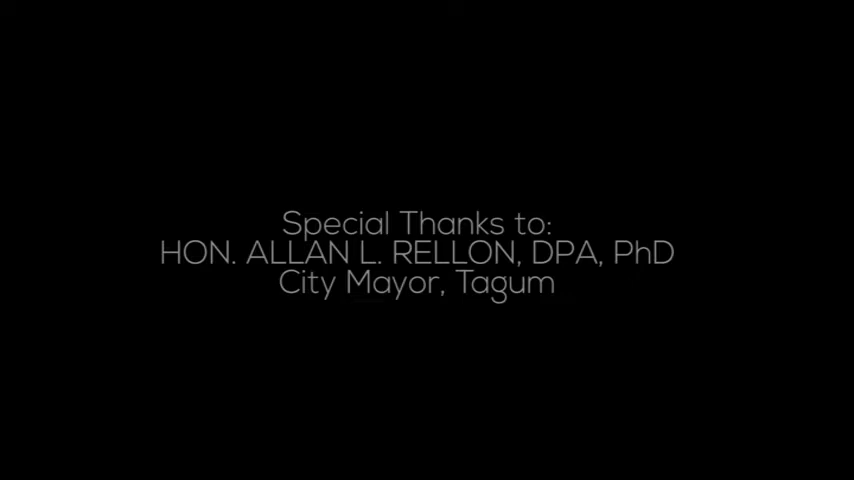 Special Thanks to:
HON. ALLAN L. RELLON, DPA, PhD
City Mayor, Tagum